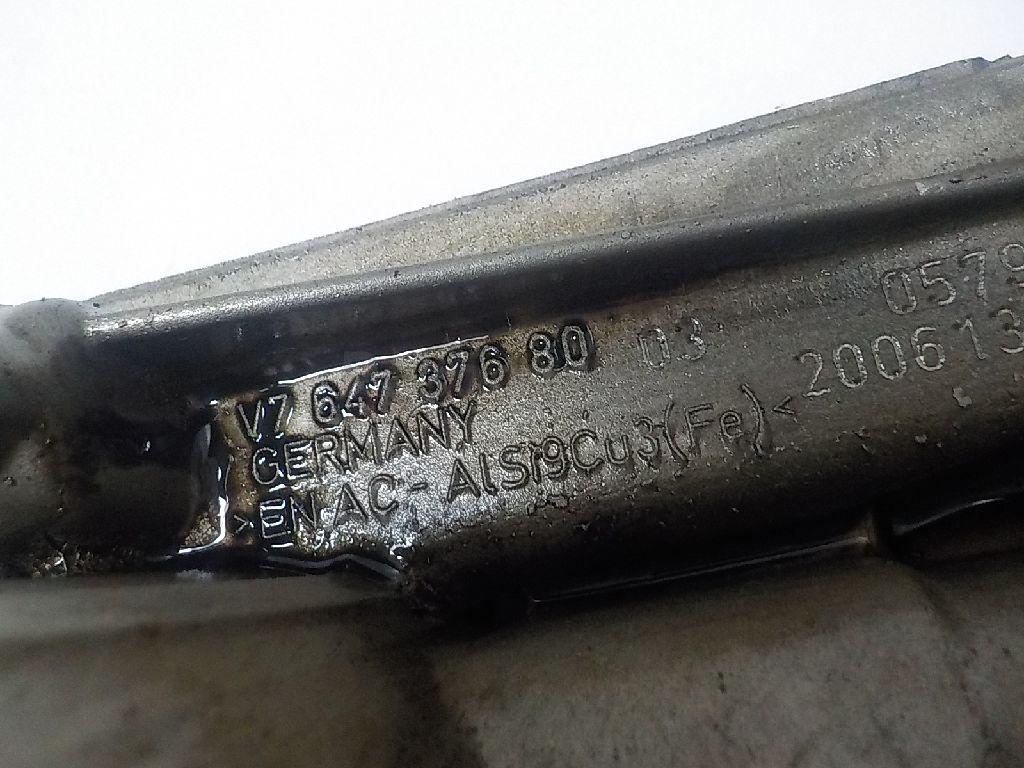 V7 647 376 80 03
GERMANY
>EN AC-AlSi9Cu3(Fe)<
0579
200613